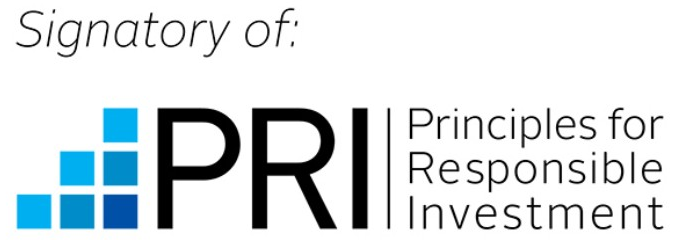 Signatory of:
PRI
Principles for
Responsible
Investment